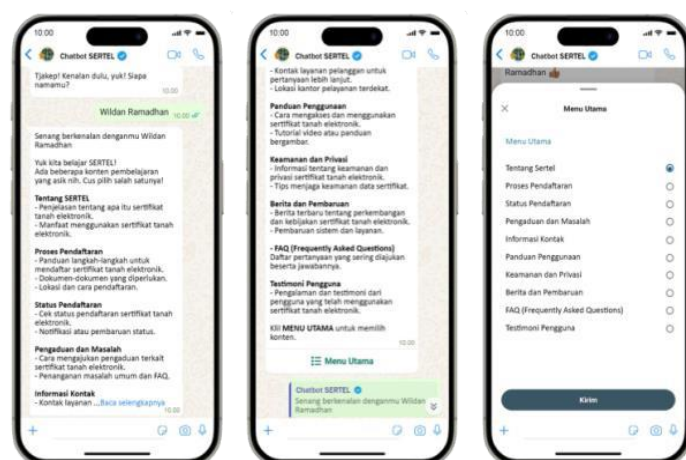 10:00
Chatbot SERTEL
Tjakep! Kenalan dulu, yuk! Siapa
namamu?
10.00
Wildan Ramadhan 10.00
Senang berkenalan denganmu Wildan
Ramadhan
Yuk kita belajar SERTEL!
Ada beberapa konten pembelajaran
yang asik nih. Cus pilih salah satunya!
Tentang SERTEL
- Penjelasan tentang apa itu sertifikat
tanah elektronik.
- Manfaat menggunakan sertifikat tanah
elektronik.
Proses Pendaftaran
- Panduan langkah-langkah untuk
mendaftar sertifikat tanah elektronik.
- Dokumen-dokumen yang diperlukan.
- Lokasi dan cara pendaftaran.
Status Pendaftaran
- Cek status pendaftaran sertifikat tanah
elektronik.
- Notifikasi atau pembaruan status.
Pengaduan dan Masalah
- Cara mengajukan pengaduan terkait
sertifikat tanah elektronik.
- Penanganan masalah umum dan FAQ.
Informasi Kontak
- Kontak layanan ...Baca selengkapnya
10.00
10:00
Chatbot SERTEL
- Kontak layanan pelanggan untuk
pertanyaan lebih lanjut.
- Lokasi kantor pelayanan terdekat.
Panduan Penggunaan
- Cara mengakses dan menggunakan
sertifikat tanah elektronik.
- Tutorial video atau panduan
bergambar.
Keamanan dan Privasi
- Informasi tentang keamanan dan
privasi sertifikat tanah elektronik.
- Tips menjaga keamanan data sertifikat.
Berita dan Pembaruan
- Berita terbaru tentang perkembangan
dan kebijakan sertifikat tanah elektronik.
- Pembaruan sistem dan layanan.
- FAQ (Frequently Asked Questions)
Daftar pertanyaan yang sering diajukan
beserta jawabannya.
Testimoni Pengguna
- Pengalaman dan testimoni dari
pengguna yang telah menggunakan
sertifikat tanah elektronik.
Klil MENU UTAMA untuk memilih
konten.
10.00
Menu Utama
Chatbot SERTEL
Senang berkenalan denganmu Wildan
Ramadhan
10:00
Chatbot SERTEL
Ramadhan
Menu Utama
Menu Utama
Tentang Sertel
Proses Pendaftaran
Status Pendaftaran
Pengaduan dan Masalah
Informasi Kontak
Panduan Penggunaan
Keamanan dan Privasi
Berita dan Pembaruan
FAQ (Frequently Asked Questions)
Testimoni Pengguna
Kirim